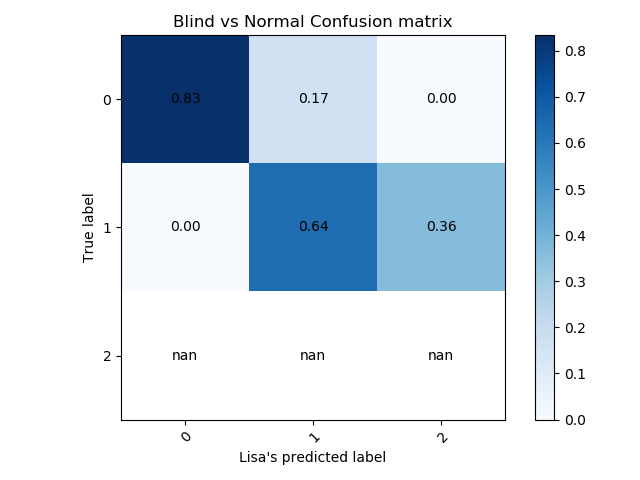 Blind vs Normal Confusion matrix
0 0.83 0.17 0.00
1 0.00 0.64 0.36
2 nan nan nan
0 1 2
True label
Lisa's predicted label
0.8
0.7
0.6
0.5
0.4
0.3
0.2
0.1
0.0